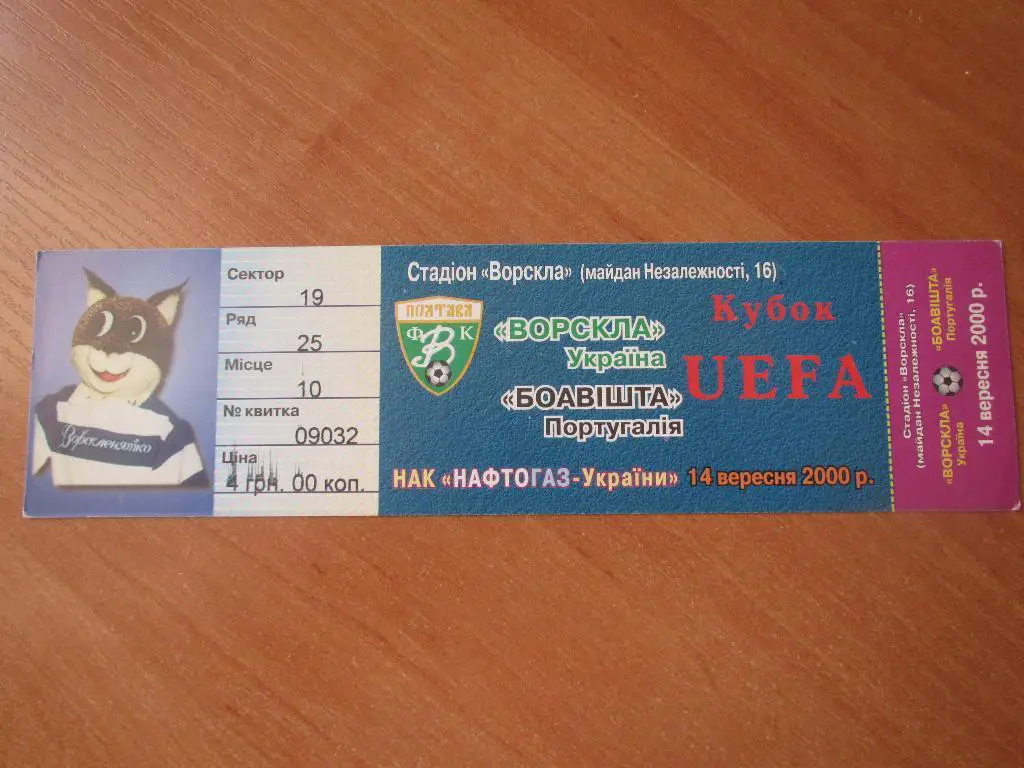 Ворскленятко
Сектор
19
Ряд
25
Місце
10
№ квитка
09032
Ціна
4 грн. 00 коп.
Стадіон «Ворскла» (майдан Незалежності, 16)
ПОЛТАВА
ФВК
«ВОРСКЛА»
Україна
«БОАВІШТА»
Португалія
Кубок
UEFA
НАК «НАФТОГАЗ-України» 14 вересня 2000 р.
Стадіон «Ворскла»
(майдан Незалежності, 16)
«ВОРСКЛА»
Україна
«БОАВІШТА»
Португалія
14 вересня 2000 р.